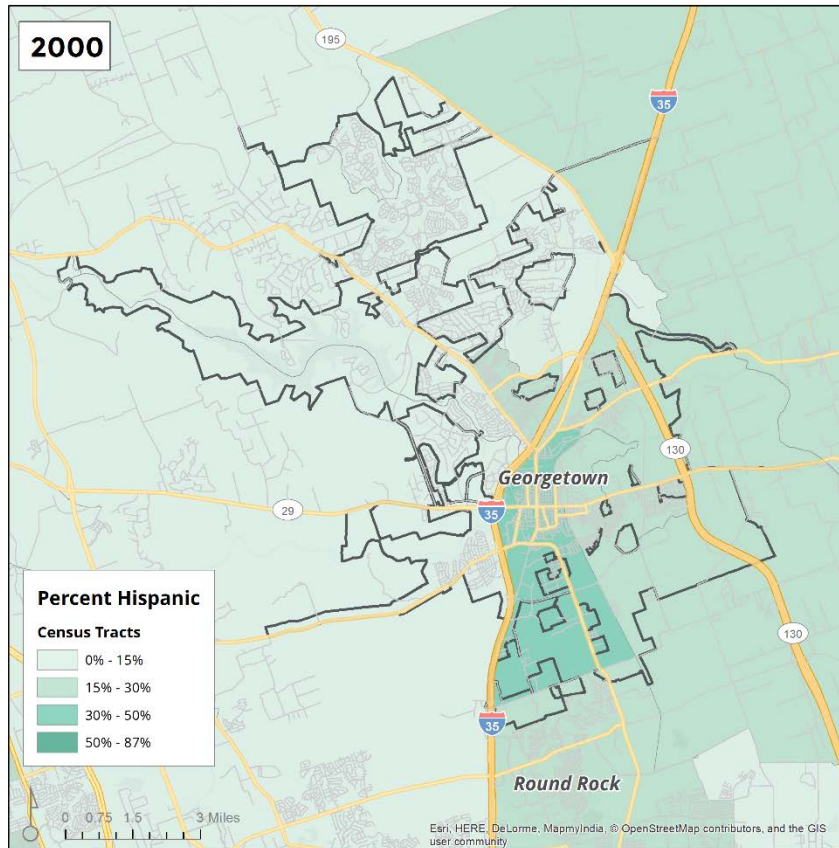 2000
195
35
130
Georgetown
29
35
130
Percent Hispanic
Census Tracts
0% - 15%
15% - 30%
30% - 50%
50% - 87%
35
Round Rock
0 0.75 1.5 3 Miles
Esri, HERE, DeLorme, MapmyIndia, © OpenStreetMap contributors, and the GIS
user community